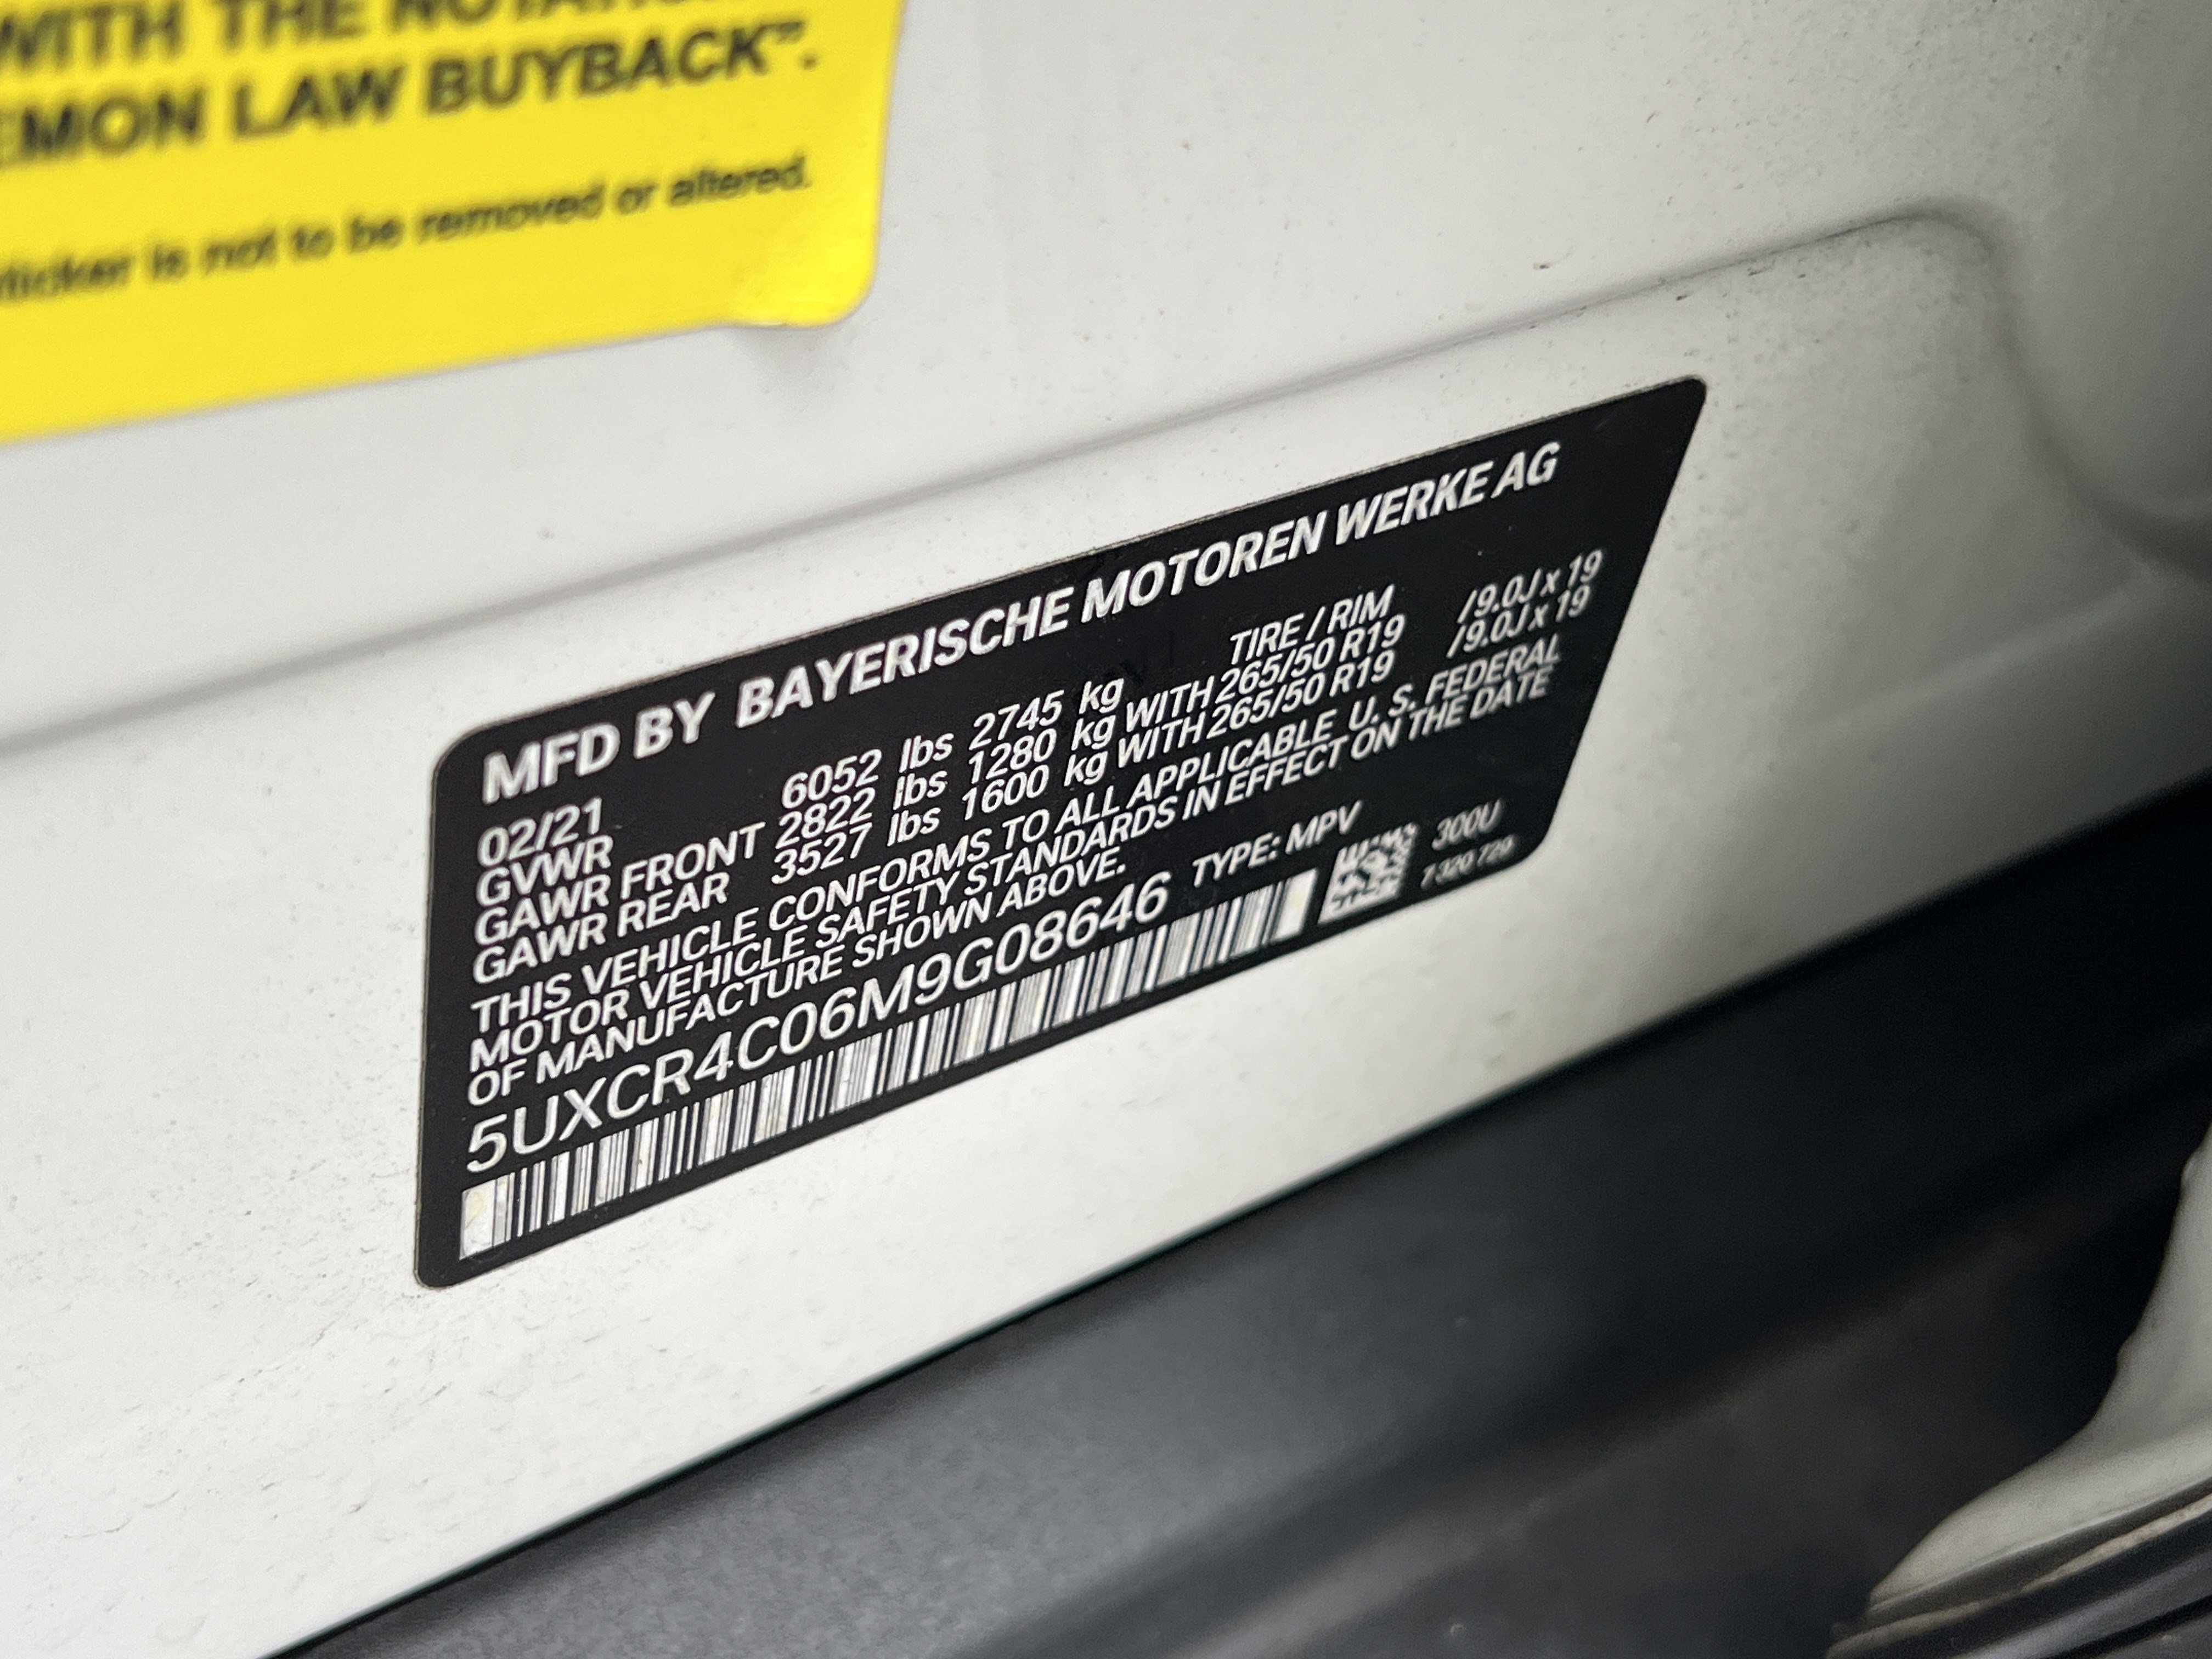 WITH THE
EMON LAW BUYBACK".
sticker is not to be removed or altered.
MFD BY BAYERISCHE MOTOREN WERKE AG
02/21 TIRE / RIM
GVWR 6052 lbs 2745 kg
GAWR FRONT 2822 lbs 1280 kg WITH 265/50 R19 /9.0J x 19
GAWR REAR 3527 lbs 1600 kg WITH 265/50 R19 /9.0J x 19
THIS VEHICLE CONFORMS TO ALL APPLICABLE U. S. FEDERAL
MOTOR VEHICLE SAFETY STANDARDS IN EFFECT ON THE DATE
OF MANUFACTURE SHOWN ABOVE.
5UXCR4C06M9G08646 TYPE: MPV
300U
7 320 729